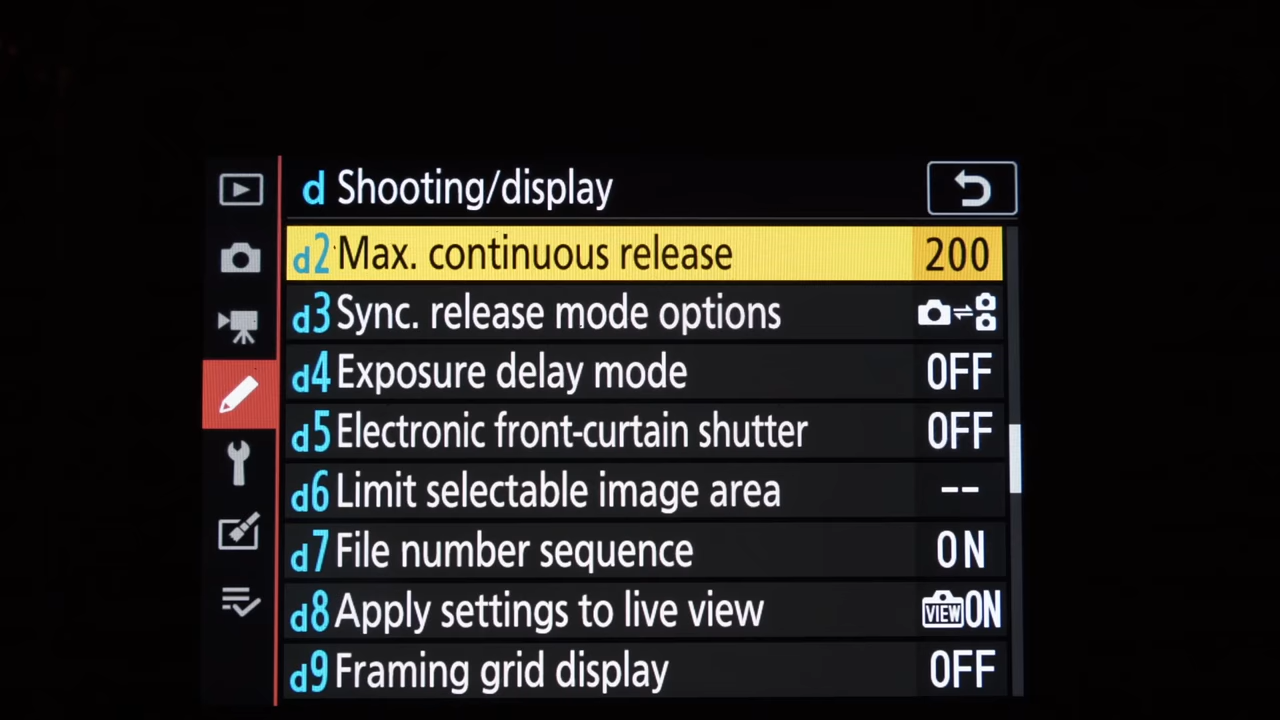 d Shooting/display
d2 Max. continuous release 200
d3 Sync. release mode options
d4 Exposure delay mode OFF
d5 Electronic front-curtain shutter OFF
d6 Limit selectable image area --
d7 File number sequence ON
d8 Apply settings to live view VIEW ON
d9 Framing grid display OFF